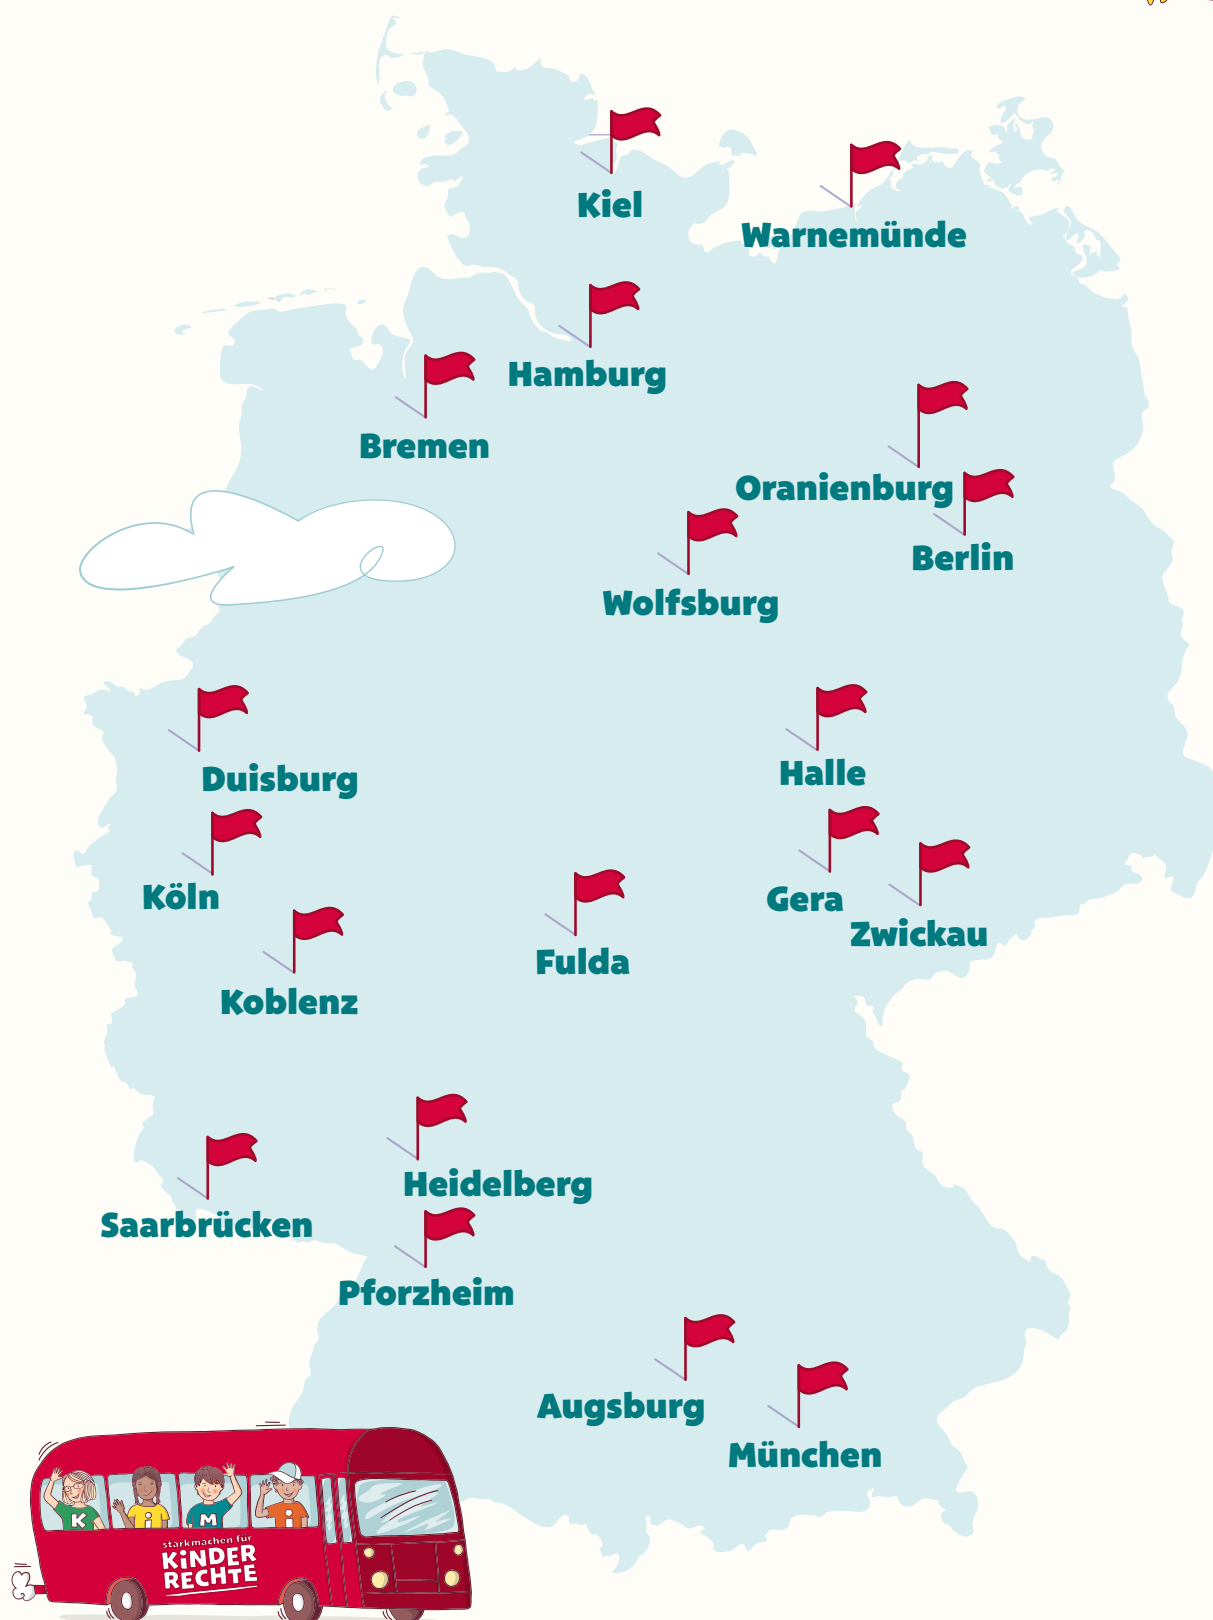 Kiel
Warnemünde
Hamburg
Bremen
Oranienburg
Berlin
Wolfsburg
Duisburg
Halle
Köln
Gera
Zwickau
Fulda
Koblenz
Heidelberg
Saarbrücken
Pforzheim
Augsburg
München
K i M i
starkmachen für
KiNDER
RECHTE